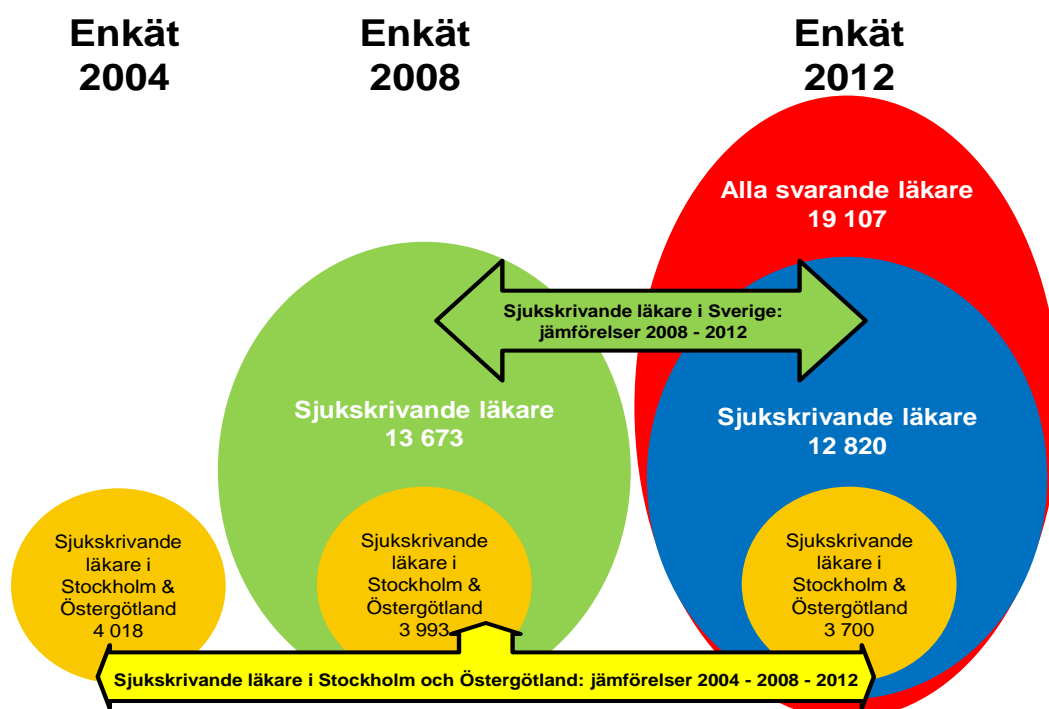 Enkät
2004
Enkät
2008
Enkät
2012
Alla svarande läkare
19 107
Sjukskrivande läkare i Sverige:
jämförelser 2008 - 2012
Sjukskrivande läkare
13 673
Sjukskrivande läkare
12 820
Sjukskrivande
läkare i
Stockholm &
Östergötland
4 018
Sjukskrivande
läkare i
Stockholm &
Östergötland
3 993
Sjukskrivande
läkare i
Stockholm &
Östergötland
3 700
Sjukskrivande läkare i Stockholm och Östergötland: jämförelser 2004 - 2008 - 2012